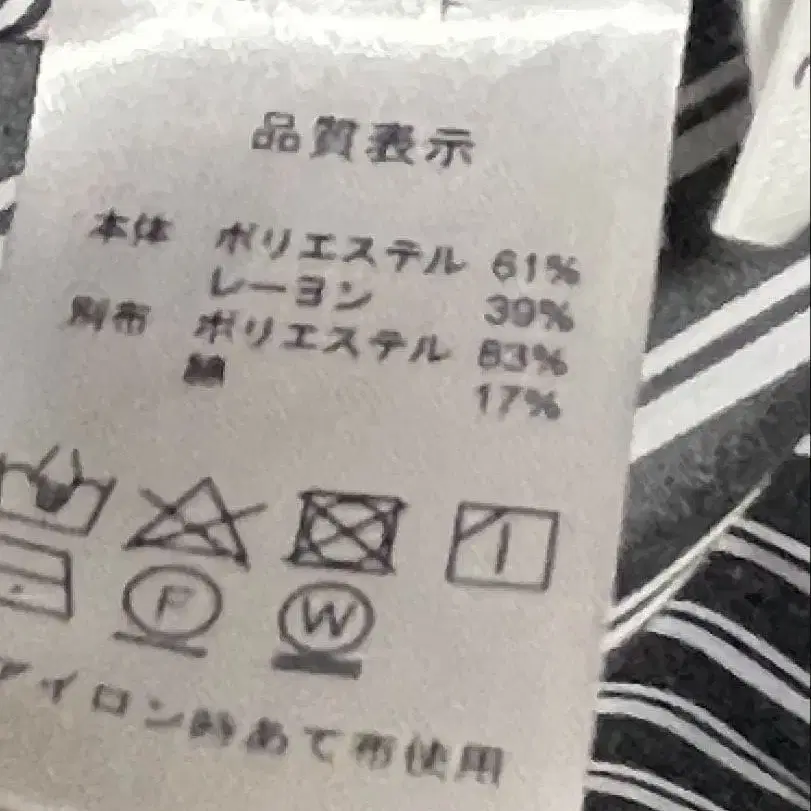 品質表示
本体 ポリエステル 61%
レーヨン 39%
別布 ポリエステル 83%
綿 17%
F W
アイロン時あて布使用